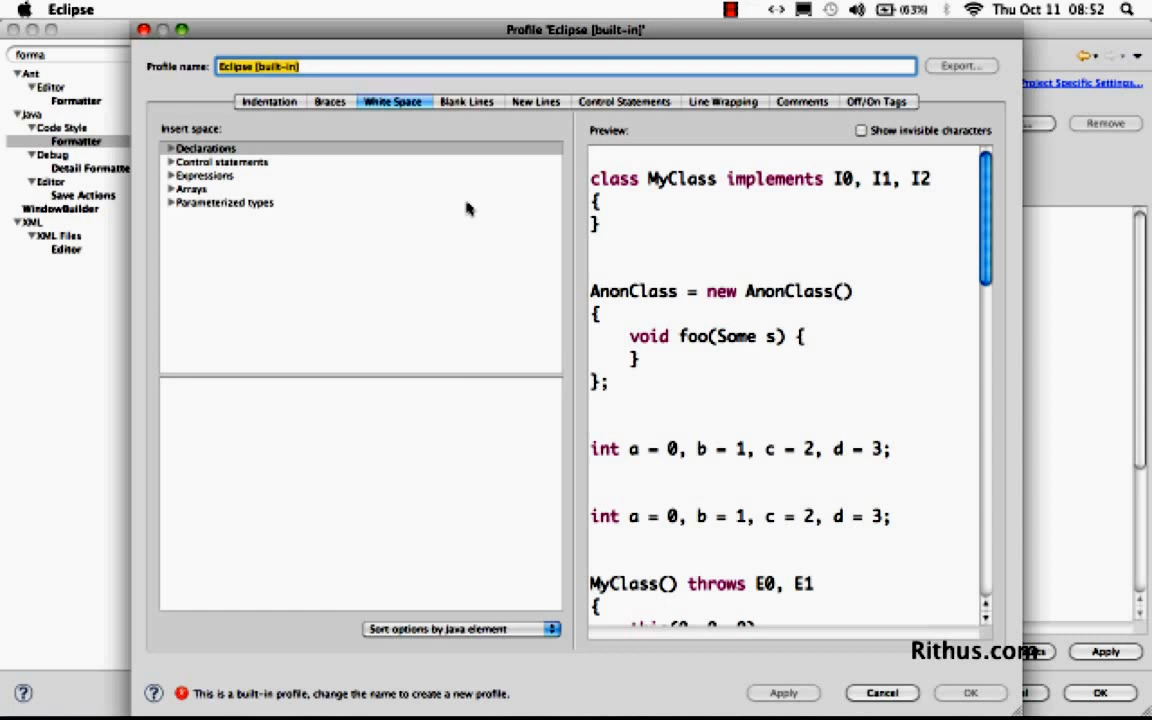 Eclipse
(63%) Thu Oct 11 08:52
Profile 'Eclipse [built-in]'
forma
Ant
Editor
Formatter
Java
Code Style
Formatter
Debug
Detail Formatte
Editor
Save Actions
WindowBuilder
XML
XML Files
Editor
Profile name: Eclipse [built-in]
Export...
Indentation Braces White Space Blank Lines New Lines Control Statements Line Wrapping Comments Off/On Tags
Insert space:
Declarations
Control statements
Expressions
Arrays
Parameterized types
Sort options by Java element
Preview:
Show invisible characters
class MyClass implements I0, I1, I2
{
}
AnonClass = new AnonClass()
{
void foo(Some s) {
}
};
int a = 0, b = 1, c = 2, d = 3;
int a = 0, b = 1, c = 2, d = 3;
MyClass() throws E0, E1
{
this(0, 0, 0)
Project Specific Settings...
...
Remove
Rithus.com
Apply
? This is a built-in profile, change the name to create a new profile.
Apply Cancel OK
?
OK